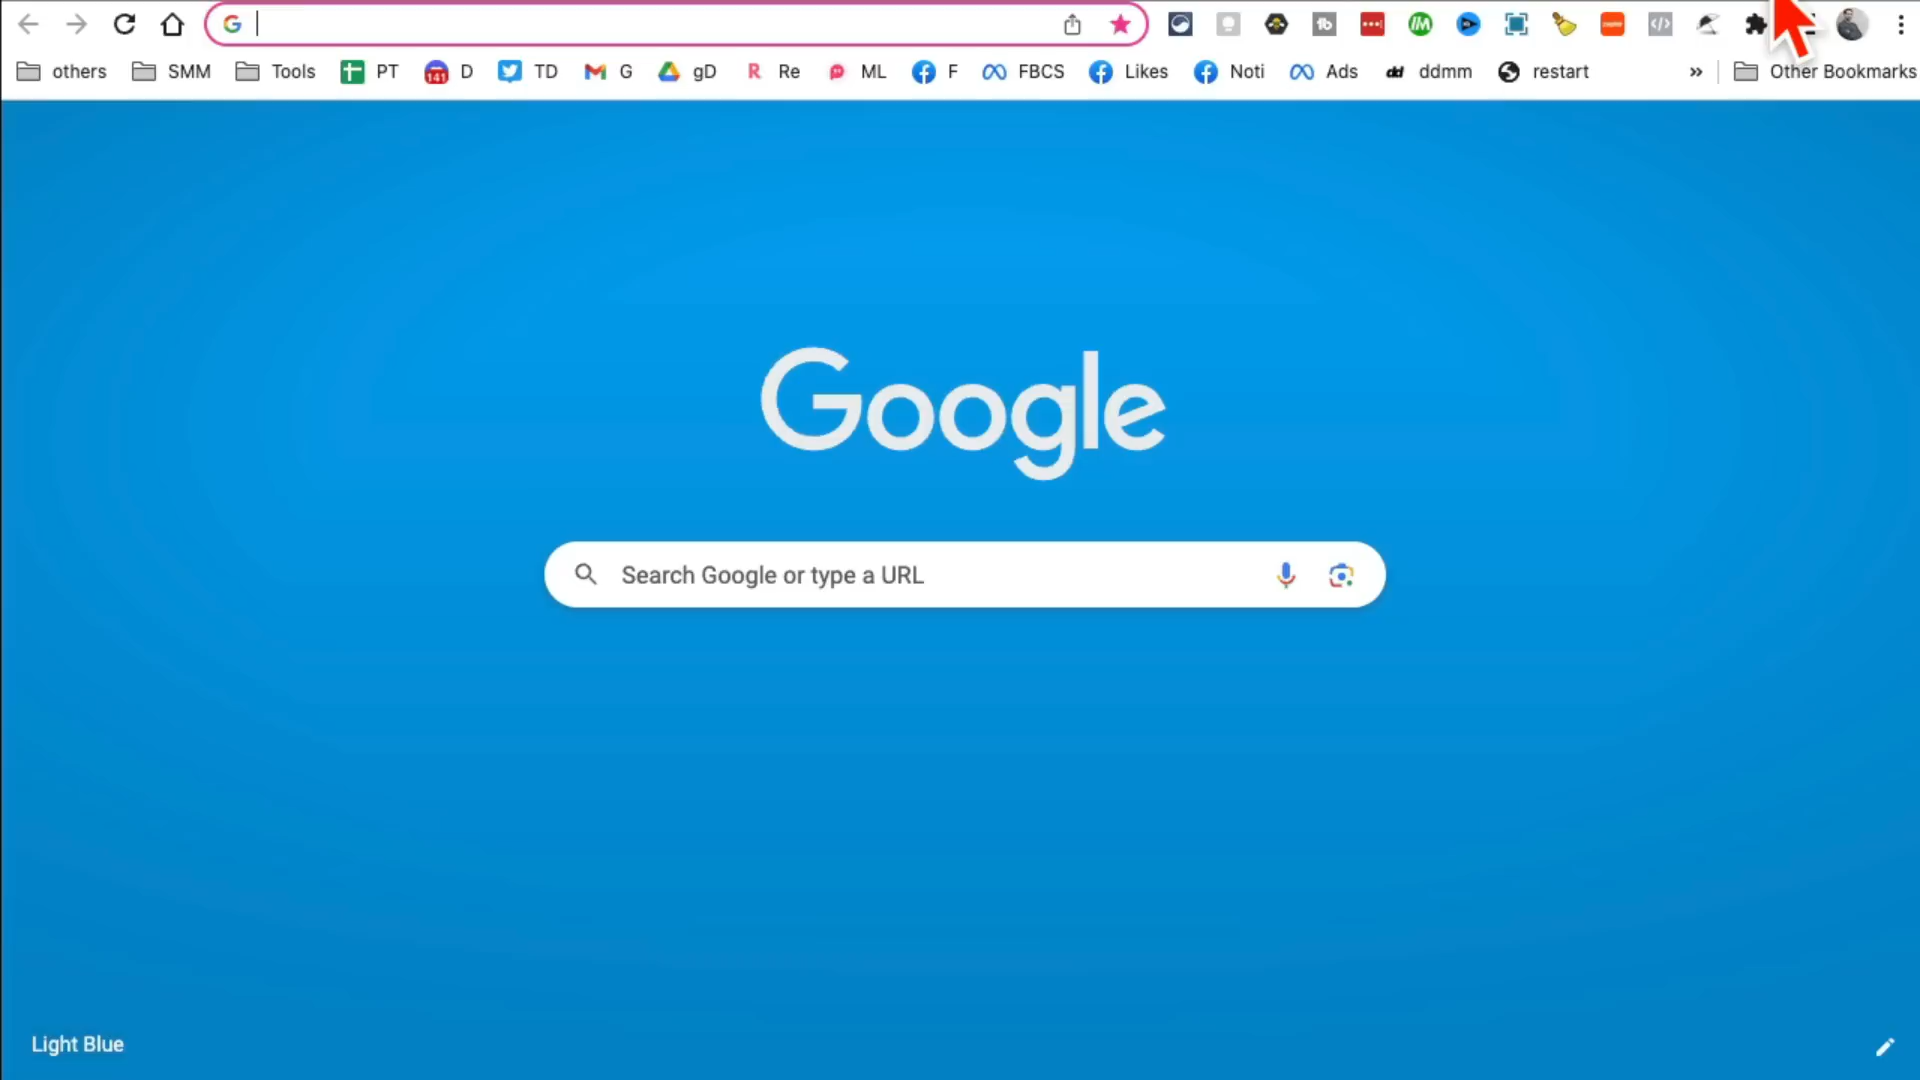 others SMM Tools PT 141 D TD G gD Re ML F FBCS Likes Noti Ads ddmm restart » Other Bookmarks
Google
Search Google or type a URL
Light Blue